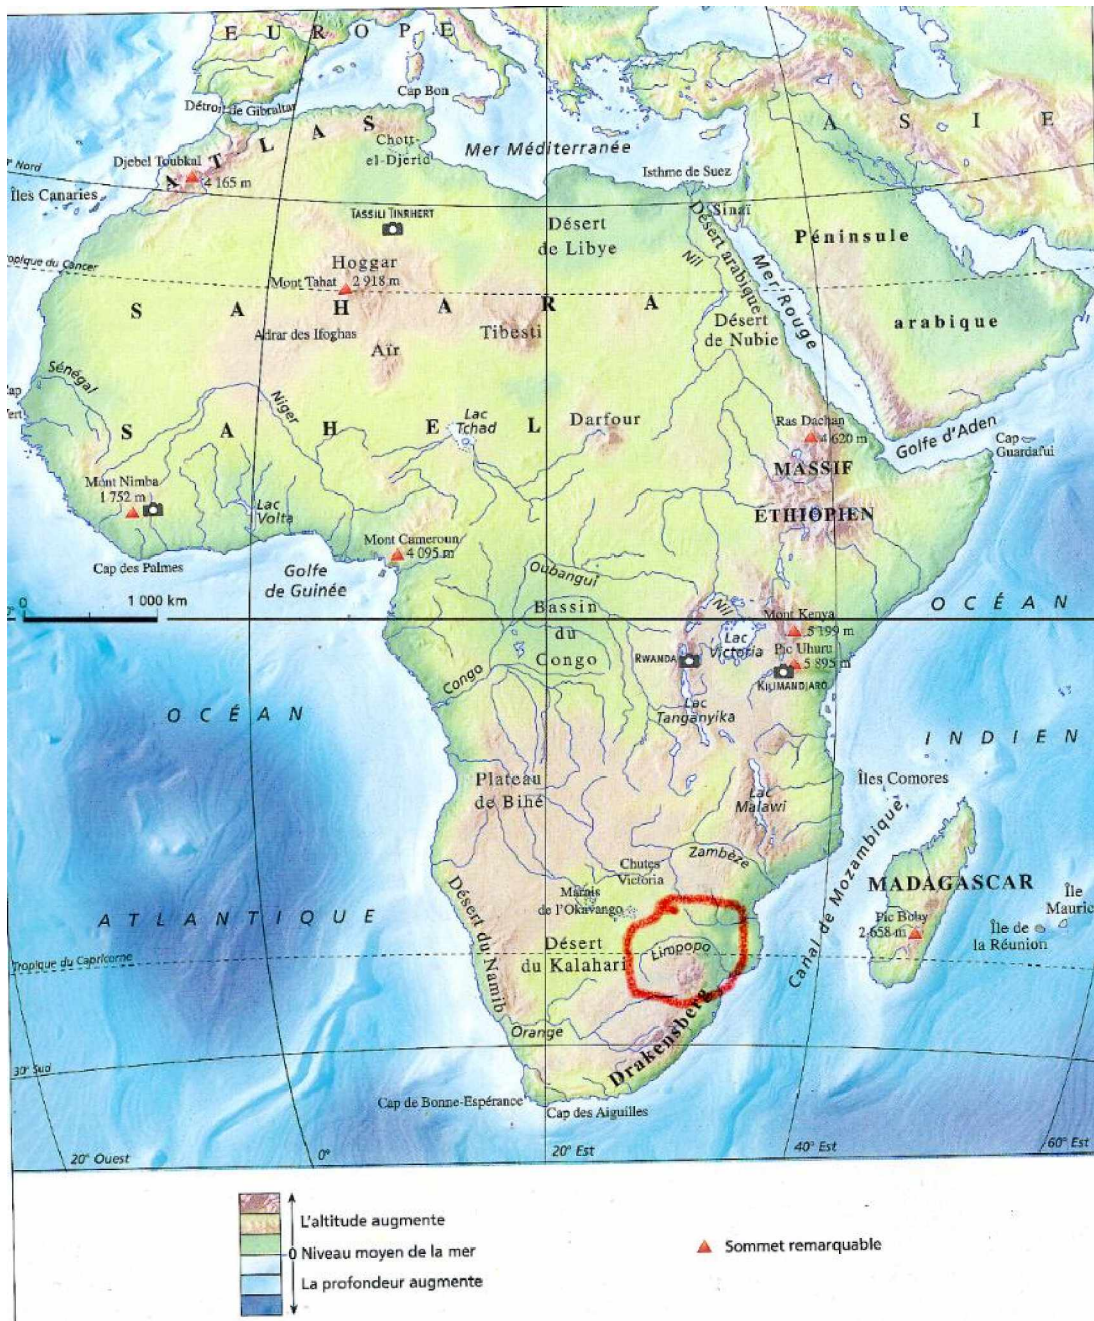 E U R O P E
Détroit de Gibraltar
Cap Bon
A T L A S
Chott-
el-Djerid
Mer Méditerranée
A S I E
Nord
Djebel Toubkal
4 165 m
Îles Canaries
Isthme de Suez
Sinaï
TASSILI TINRHERT
Désert
de Libye
Nil
Désert arabique
Mer Rouge
Péninsule
arabique
Tropique du Cancer
Hoggar
Mont Tahat
2 918 m
S A H A R A
Adrar des Ifoghas
Aïr
Tibesti
Désert
de Nubie
Sénégal
Niger
S A H E L
Lac
Tchad
Darfour
Ras Dachan
4 620 m
Golfe d'Aden
Cap
Guardafui
MASSIF
ÉTHIOPIEN
Mont Nimba
1 752 m
Lac
Volta
Mont Cameroun
4 095 m
Cap des Palmes
Golfe
de Guinée
Oubangui
0
1 000 km
Bassin
du
Congo
Nil
Mont Kenya
5 199 m
Lac
Victoria
Pic Uhuru
5 895 m
RWANDA
KILIMANDJARO
Congo
Lac
Tanganyika
OCÉAN
INDIEN
OCÉAN
ATLANTIQUE
Plateau
de Bihé
Lac
Malawi
Îles Comores
Zambèze
Chutes
Victoria
Marais
de l'Okavango
Canal de Mozambique
MADAGASCAR
Pic Boby
2 658 m
Île
Île de
la Réunion
Désert du Namib
Désert
du Kalahari
Limpopo
Tropique du Capricorne
Orange
Drakensberg
30° Sud
Cap de Bonne-Espérance
Cap des Aiguilles
20° Ouest
0°
20° Est
40° Est
60° Est
L'altitude augmente
0 Niveau moyen de la mer
La profondeur augmente
Sommet remarquable